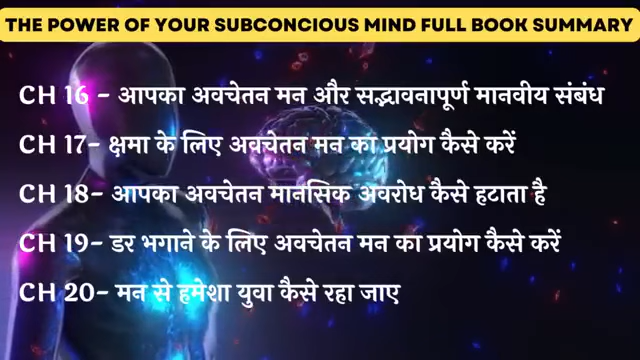 THE POWER OF YOUR SUBCONCIOUS MIND FULL BOOK SUMMARY
CH 16 - आपका अवचेतन मन और सद्भावनापूर्ण मानवीय संबंध
CH 17- क्षमा के लिए अवचेतन मन का प्रयोग कैसे करें
CH 18- आपका अवचेतन मानसिक अवरोध कैसे हटाता है
CH 19- डर भगाने के लिए अवचेतन मन का प्रयोग कैसे करें
CH 20- मन से हमेशा युवा कैसे रहा जाए